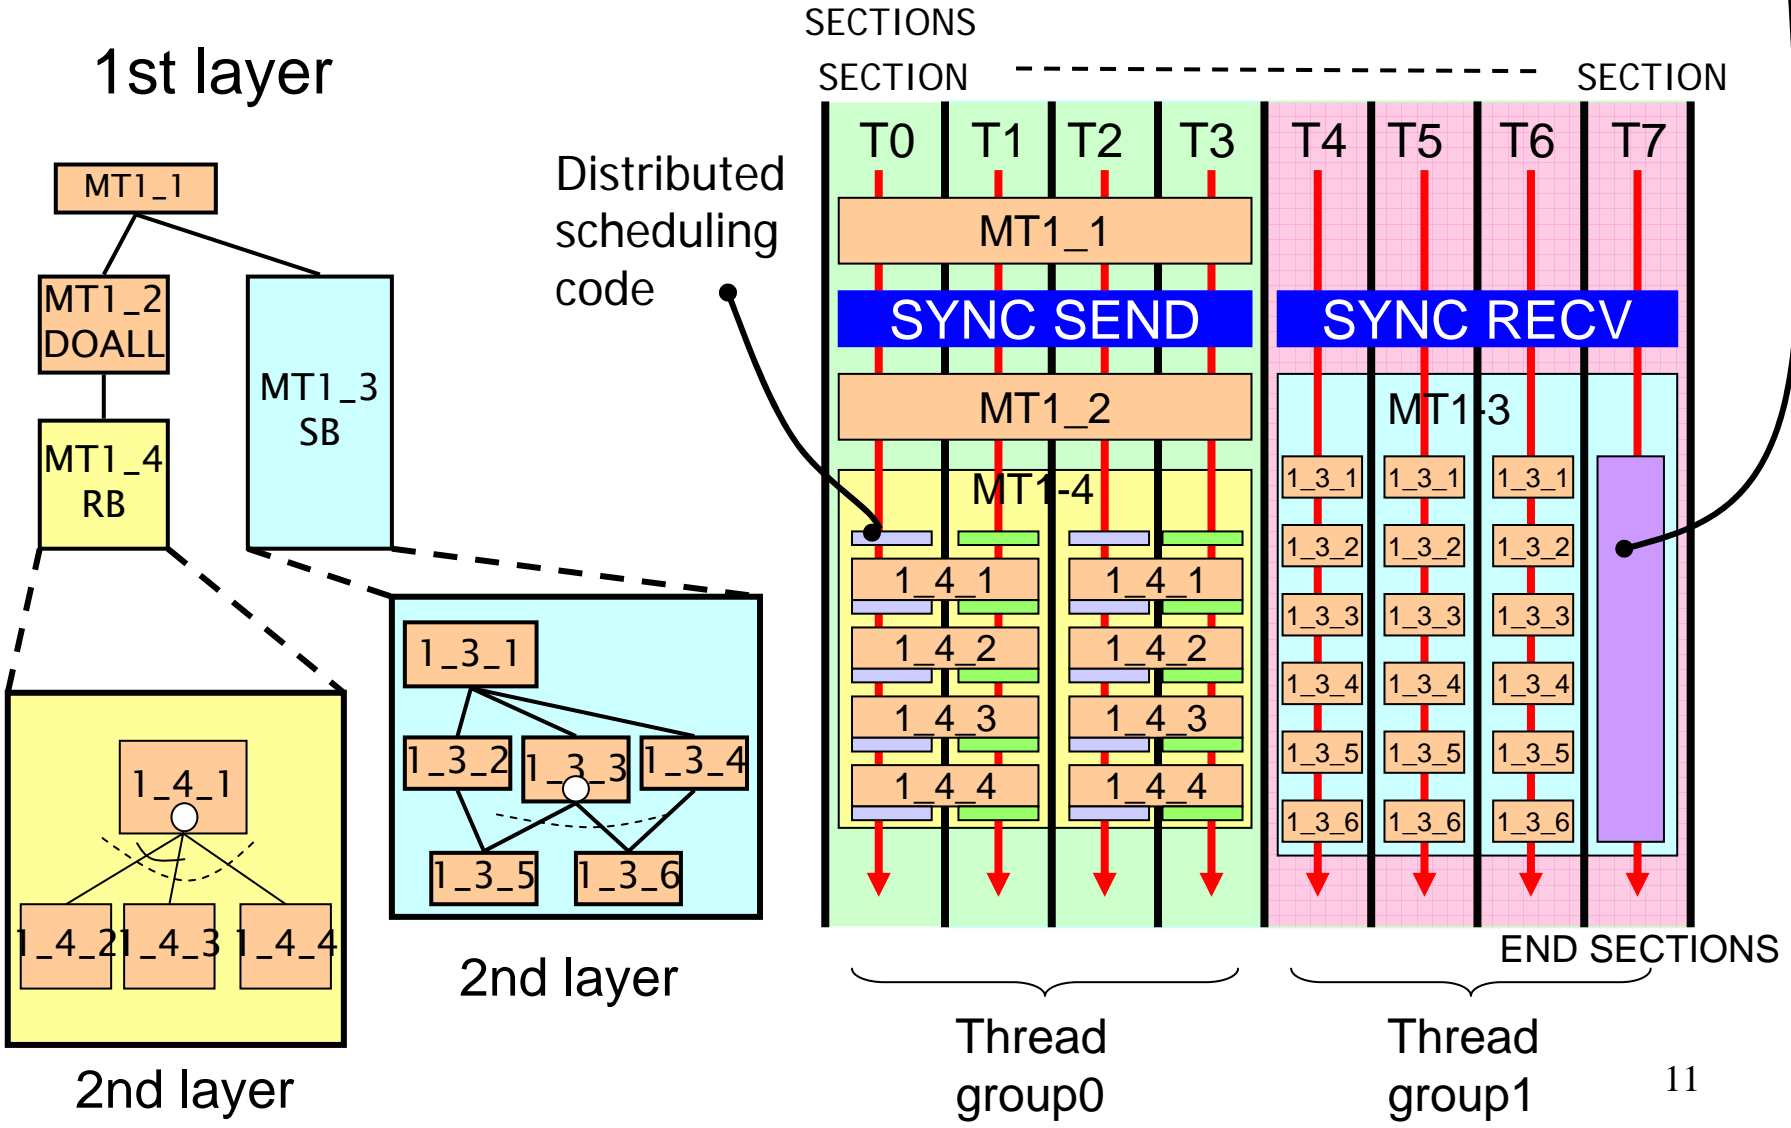 1st layer
MT1_1
MT1_2
DOALL
MT1_3
SB
MT1_4
RB
1_3_1
1_3_2
1_3_3
1_3_4
1_3_5
1_3_6
2nd layer
1_4_1
1_4_2
1_4_3
1_4_4
2nd layer
Distributed
scheduling
code
SECTIONS
SECTION
SECTION
T0 T1 T2 T3 T4 T5 T6 T7
MT1_1
SYNC SEND SYNC RECV
MT1_2
MT1-3
MT1-4
1_4_1 1_4_1
1_4_2 1_4_2
1_4_3 1_4_3
1_4_4 1_4_4
1_3_1 1_3_1 1_3_1
1_3_2 1_3_2 1_3_2
1_3_3 1_3_3 1_3_3
1_3_4 1_3_4 1_3_4
1_3_5 1_3_5 1_3_5
1_3_6 1_3_6 1_3_6
END SECTIONS
Thread
group0
Thread
group1
11